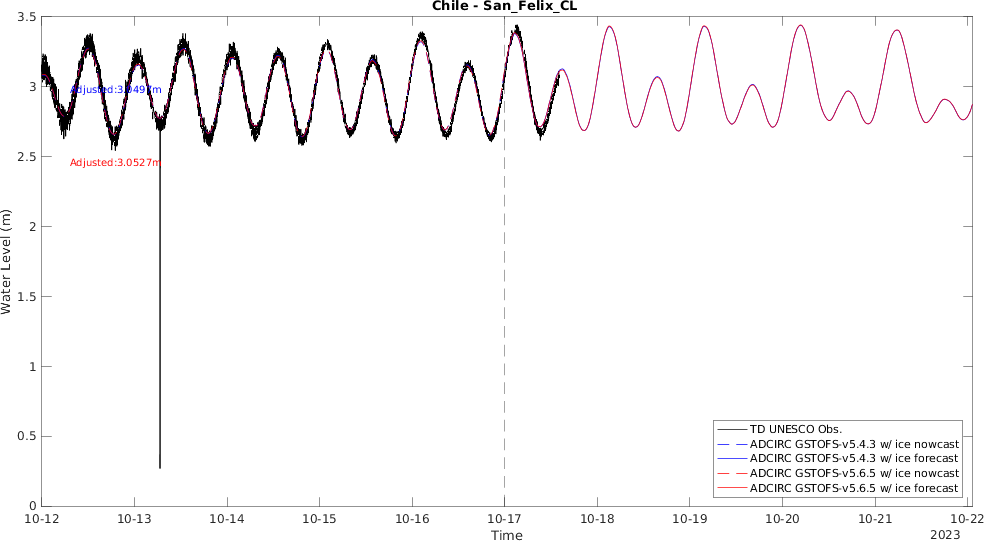 Chile - San_Felix_CL
3.5
3
2.5
2
1.5
1
0.5
0
Water Level (m)
Adjusted:3.0497m
Adjusted:3.0527m
TD UNESCO Obs.
ADCIRC GSTOFS-v5.4.3 w/ ice nowcast
ADCIRC GSTOFS-v5.4.3 w/ ice forecast
ADCIRC GSTOFS-v5.6.5 w/ ice nowcast
ADCIRC GSTOFS-v5.6.5 w/ ice forecast
10-12 10-13 10-14 10-15 10-16 10-17 10-18 10-19 10-20 10-21 10-22
Time
2023